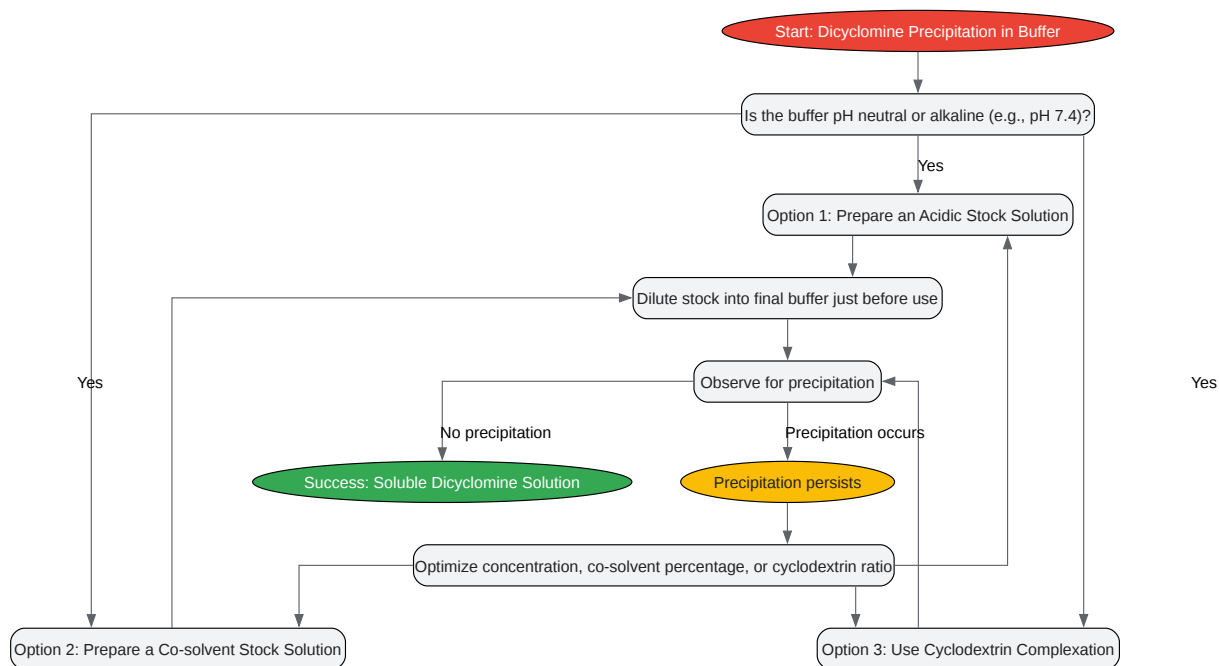 Start: Dicyclomine Precipitation in Buffer
Is the buffer pH neutral or alkaline (e.g., pH 7.4)?
Yes
Option 1: Prepare an Acidic Stock Solution
Dilute stock into final buffer just before use
Yes
Observe for precipitation
Yes
No precipitation
Precipitation occurs
Success: Soluble Dicyclomine Solution
Precipitation persists
Optimize concentration, co-solvent percentage, or cyclodextrin ratio
Option 2: Prepare a Co-solvent Stock Solution
Option 3: Use Cyclodextrin Complexation